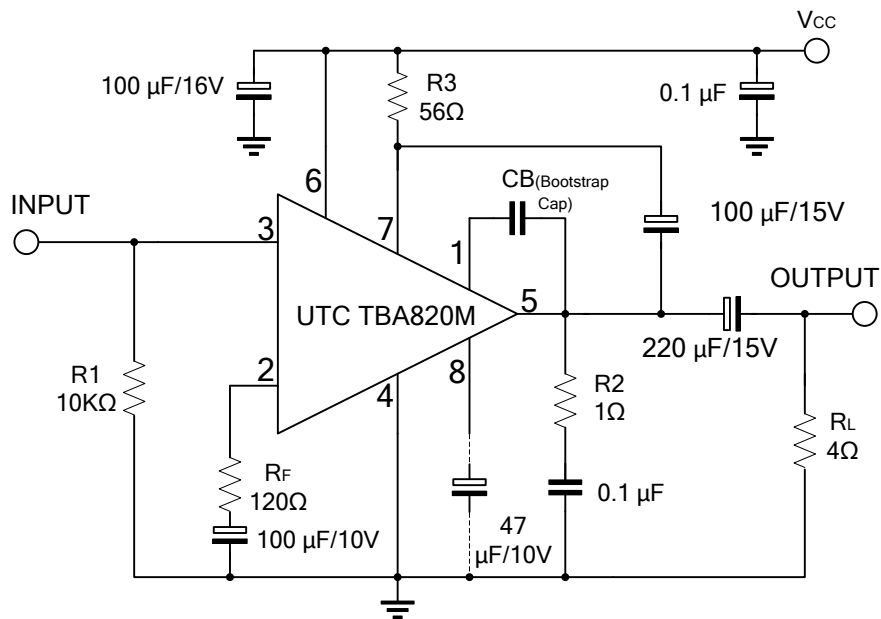 Vcc
100 µF/16V
R3
56Ω
0.1 µF
6
CB(Bootstrap
Cap)
7
100 µF/15V
INPUT
3
1
OUTPUT
UTC TBA820M
5
220 µF/15V
2
8
4
R1
10KΩ
R2
1Ω
RL
4Ω
RF
120Ω
0.1 µF
100 µF/10V
47
µF/10V